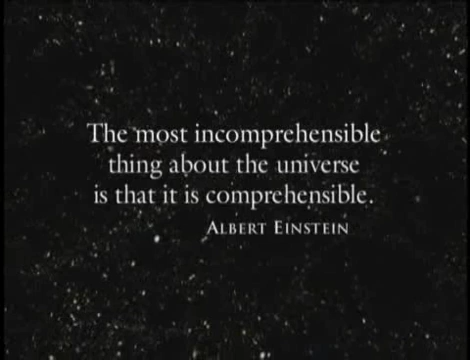 The most incomprehensible
thing about the universe
is that it is comprehensible.
ALBERT EINSTEIN